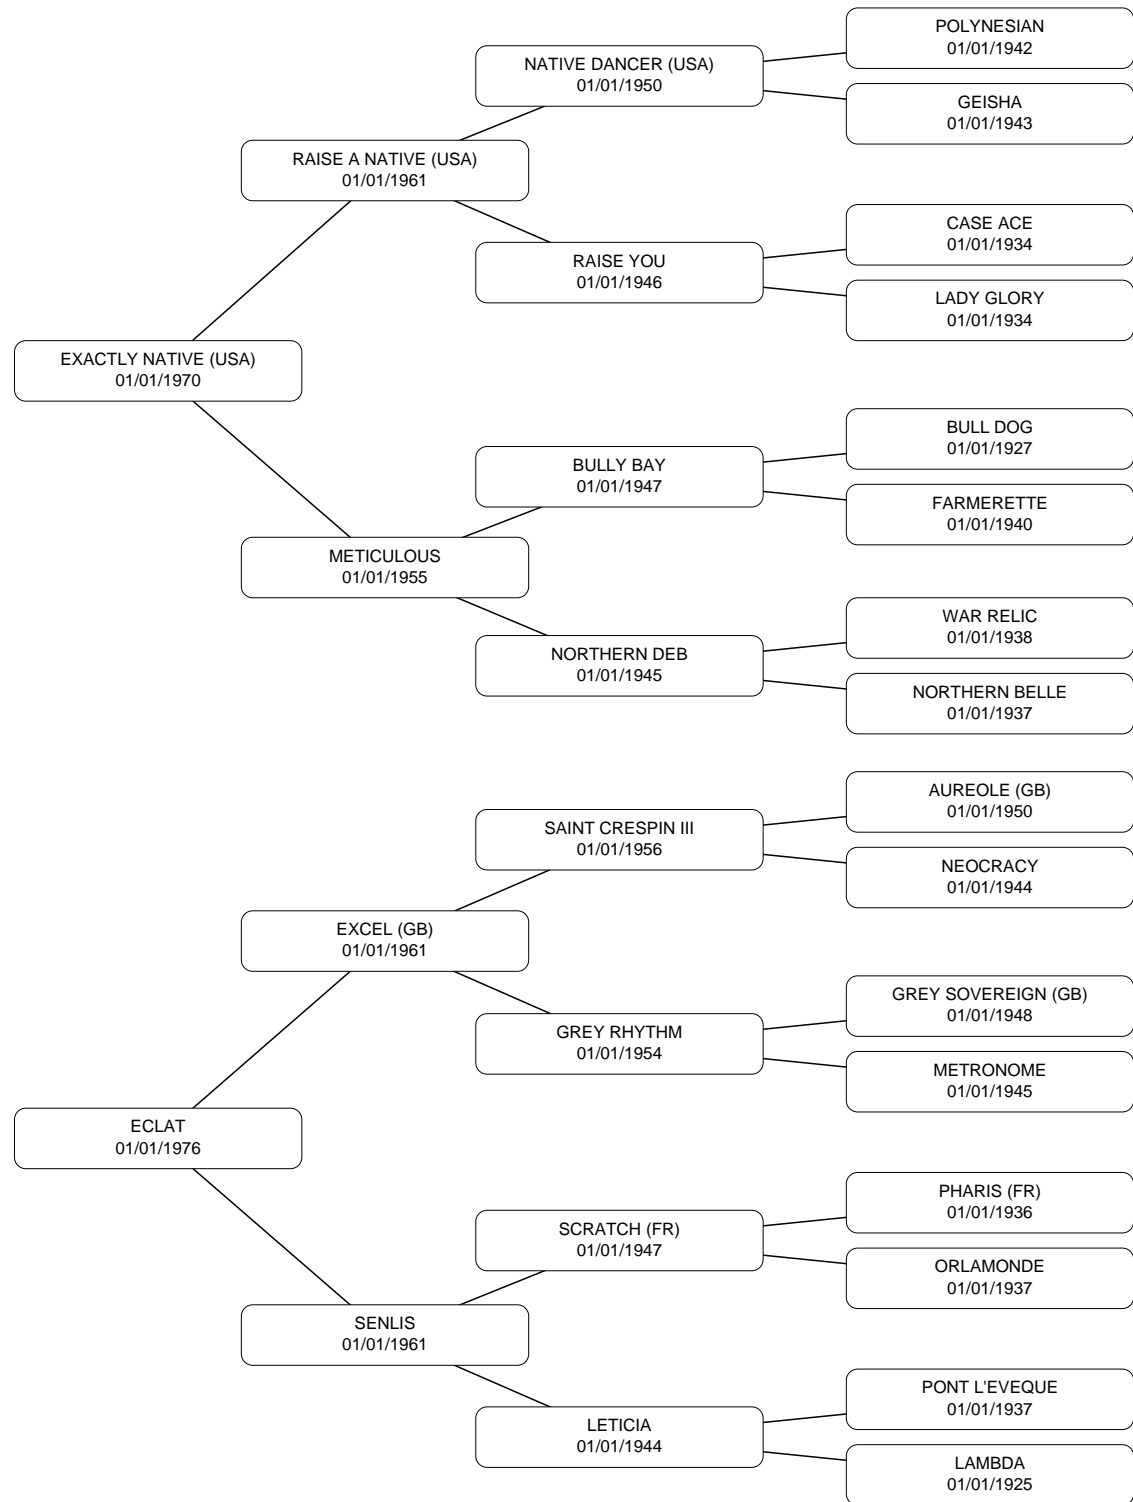 POLYNESIAN
01/01/1942
NATIVE DANCER (USA)
01/01/1950
GEISHA
01/01/1943
RAISE A NATIVE (USA)
01/01/1961
CASE ACE
01/01/1934
RAISE YOU
01/01/1946
LADY GLORY
01/01/1934
EXACTLY NATIVE (USA)
01/01/1970
BULL DOG
01/01/1927
BULLY BAY
01/01/1947
FARMERETTE
01/01/1940
METICULOUS
01/01/1955
WAR RELIC
01/01/1938
NORTHERN DEB
01/01/1945
NORTHERN BELLE
01/01/1937
AUREOLE (GB)
01/01/1950
SAINT CRESPIN III
01/01/1956
NEOCRACY
01/01/1944
EXCEL (GB)
01/01/1961
GREY SOVEREIGN (GB)
01/01/1948
GREY RHYTHM
01/01/1954
METRONOME
01/01/1945
ECLAT
01/01/1976
PHARIS (FR)
01/01/1936
SCRATCH (FR)
01/01/1947
ORLAMONDE
01/01/1937
SENLIS
01/01/1961
PONT L'EVEQUE
01/01/1937
LETICIA
01/01/1944
LAMBDA
01/01/1925